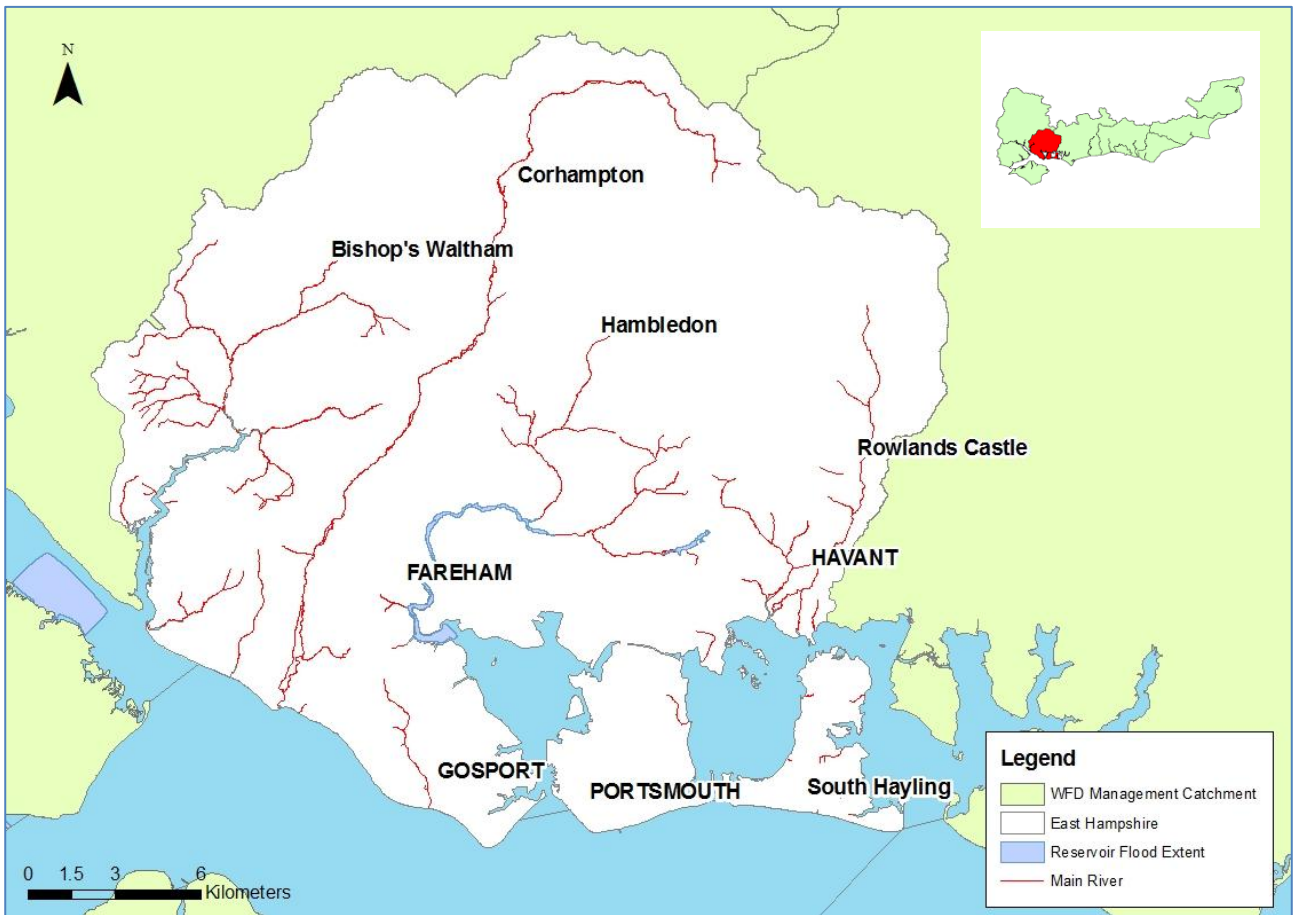 N
Corhampton
Bishop's Waltham
Hambledon
Rowlands Castle
HAVANT
FAREHAM
GOSPORT
PORTSMOUTH
South Hayling
Legend
WFD Management Catchment
East Hampshire
Reservoir Flood Extent
Main River
0 1.5 3 6
Kilometers